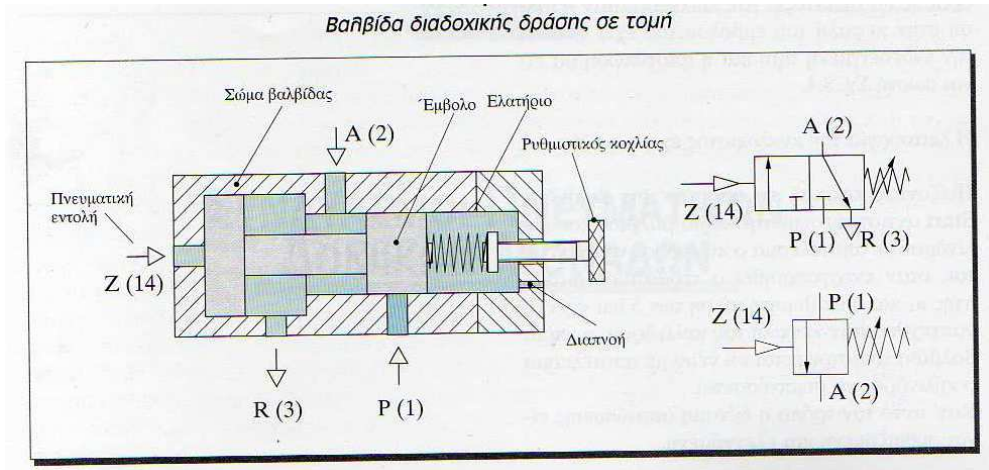 Βαλβίδα διαδοχικής δράσης σε τομή
Σώμα βαλβίδας
Έμβολο
Ελατήριο
A (2)
Ρυθμιστικός κοχλίας
A (2)
Πνευματική
εντολή
Z (14)
Z (14)
P (1)
R (3)
P (1)
Z (14)
Διαπνοή
R (3)
P (1)
A (2)